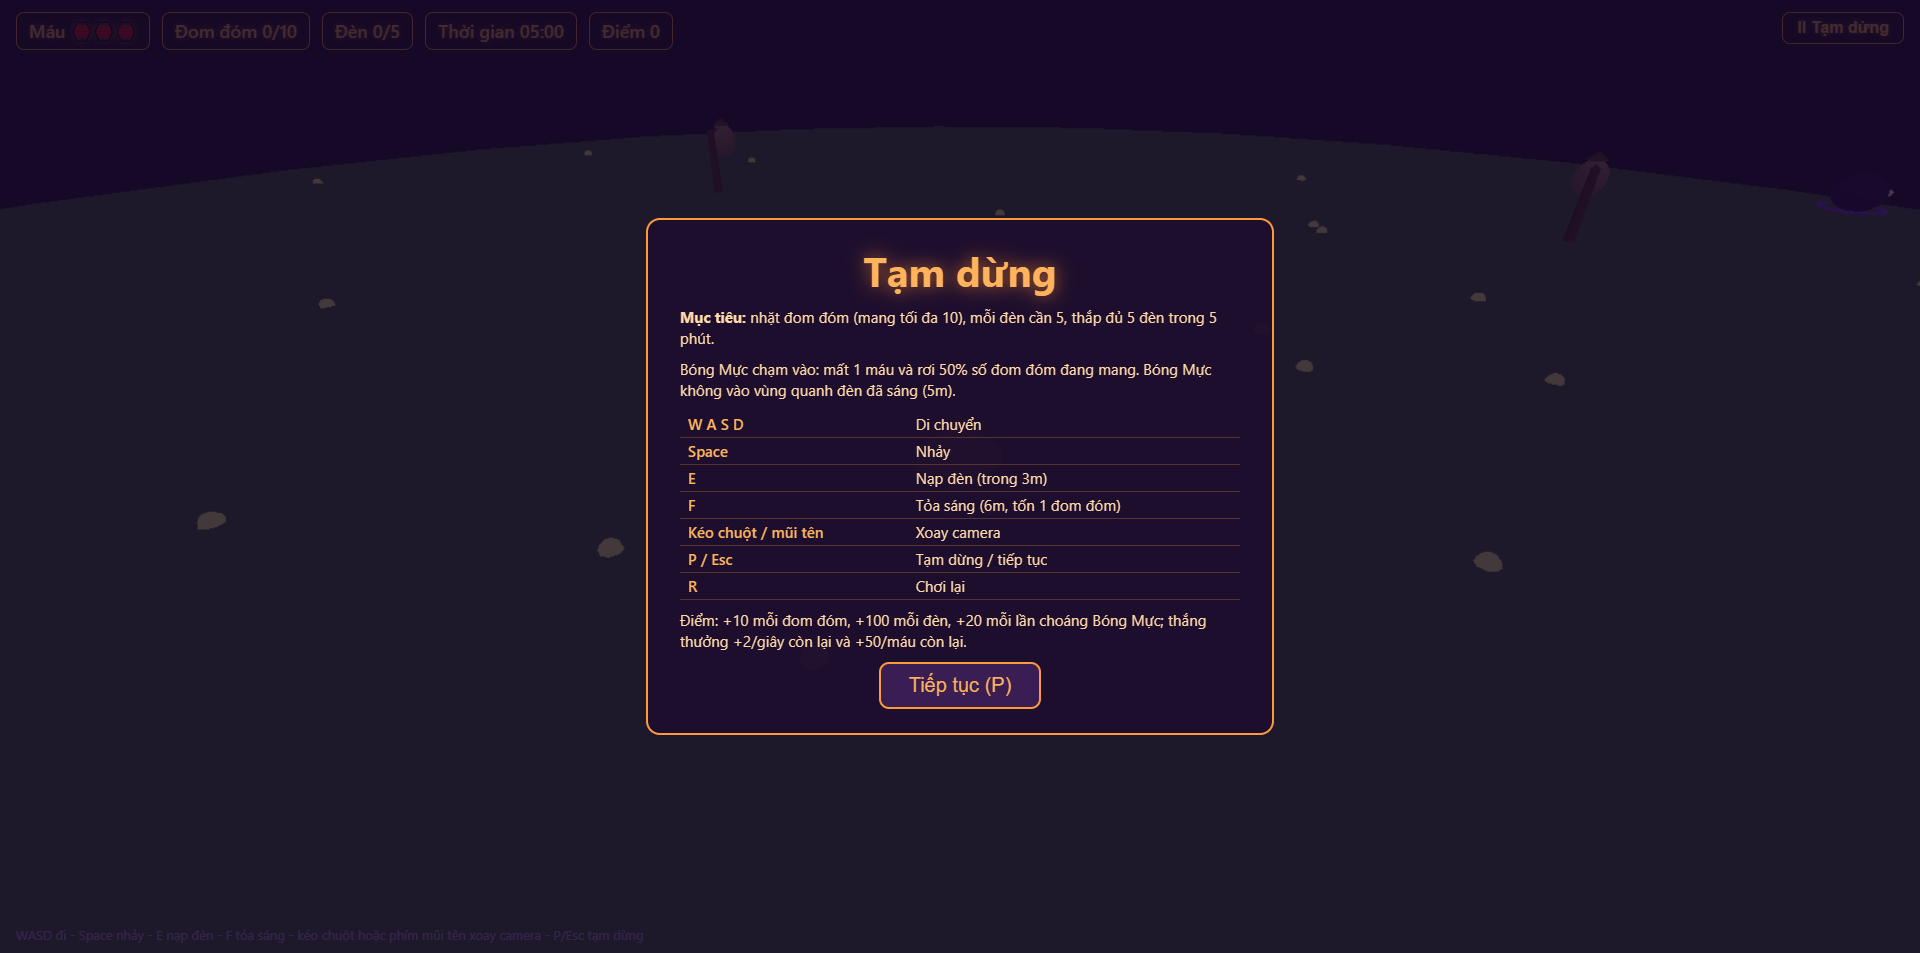 Máu
Đom đóm 0/10
Đèn 0/5
Thời gian 05:00
Điểm 0
II Tạm dừng
Tạm dừng
Mục tiêu: nhặt đom đóm (mang tối đa 10), mỗi đèn cần 5, thắp đủ 5 đèn trong 5
phút.
Bóng Mực chạm vào: mất 1 máu và rơi 50% số đom đóm đang mang. Bóng Mực
không vào vùng quanh đèn đã sáng (5m).
W A S D Di chuyển
Space Nhảy
E Nạp đèn (trong 3m)
F Tỏa sáng (6m, tốn 1 đom đóm)
Kéo chuột / mũi tên Xoay camera
P / Esc Tạm dừng / tiếp tục
R Chơi lại
Điểm: +10 mỗi đom đóm, +100 mỗi đèn, +20 mỗi lần choáng Bóng Mực; thắng
thưởng +2/giây còn lại và +50/máu còn lại.
Tiếp tục (P)
WASD đi - Space nhảy - E nạp đèn - F tỏa sáng - kéo chuột hoặc phím mũi tên xoay camera - P/Esc tạm dừng